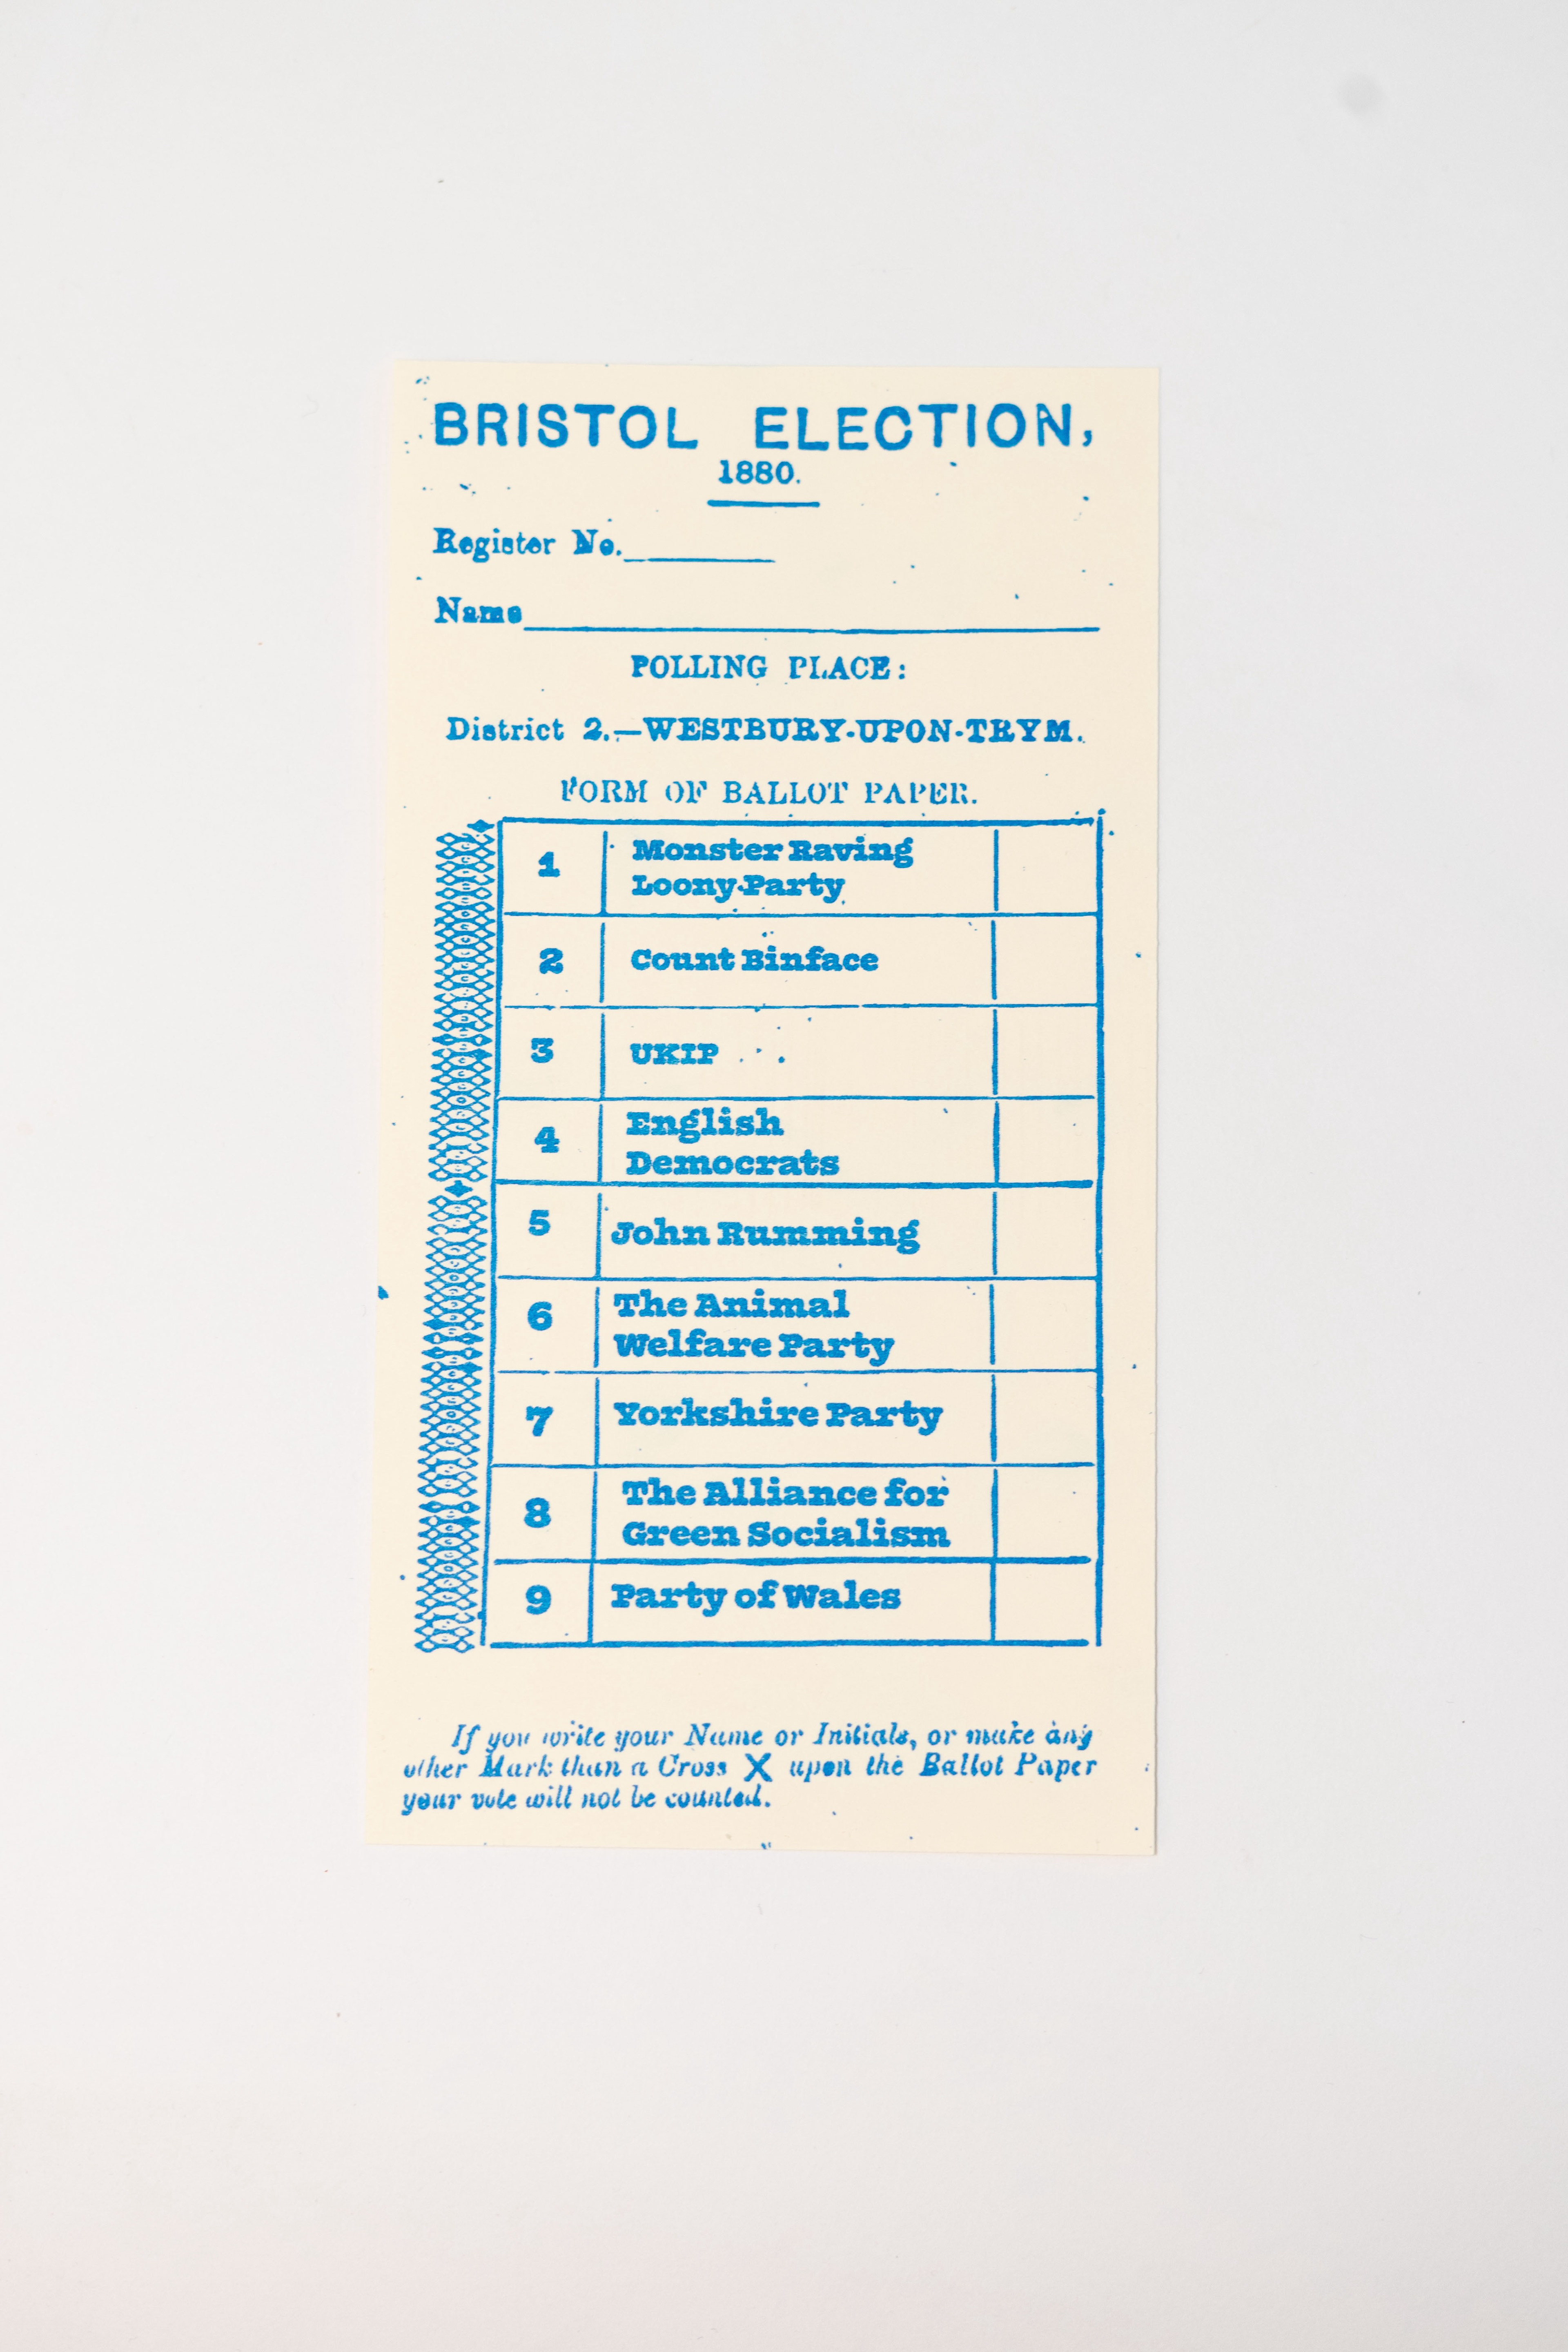 BRISTOL ELECTION,
1880.
Register No.
Name
POLLING PLACE:
District 2.—WESTBURY-UPON-TRYM.
FORM OF BALLOT PAPER.
1 Monster Raving
Loony Party
2 Count Binface
3 UKIP
4 English
Democrats
5 John Rumming
6 The Animal
Welfare Party
7 Yorkshire Party
8 The Alliance for
Green Socialism
9 Party of Wales
If you write your Name or Initials, or make any
other Mark than a Cross X upon the Ballot Paper
your vote will not be counted.